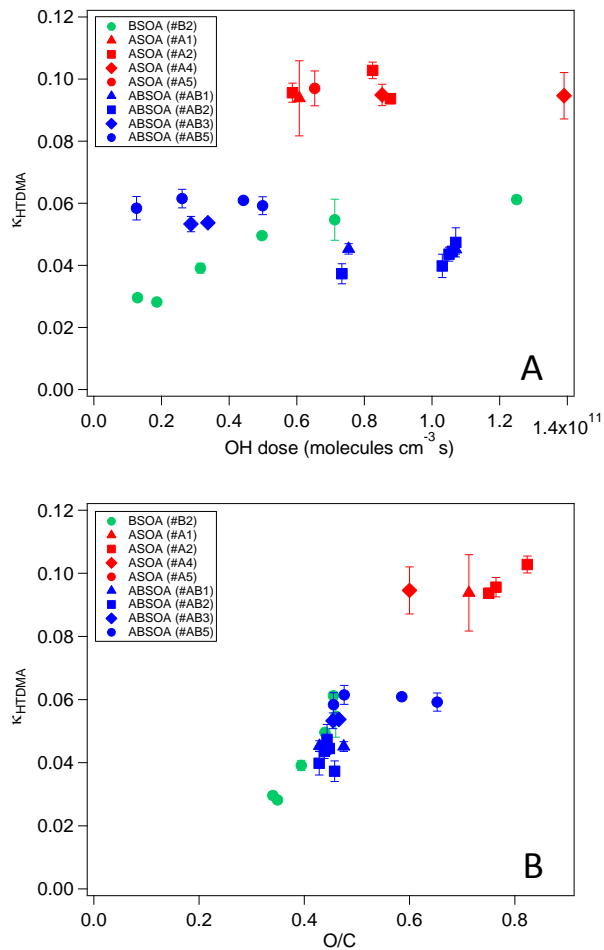 0.12
0.10
0.08
0.06
0.04
0.02
0.00
κHTDMA
BSOA (#B2)
ASOA (#A1)
ASOA (#A2)
ASOA (#A4)
ASOA (#A5)
ABSOA (#AB1)
ABSOA (#AB2)
ABSOA (#AB3)
ABSOA (#AB5)
A
0.0 0.2 0.4 0.6 0.8 1.0 1.2 1.4x10¹¹
OH dose (molecules cm⁻³ s)
0.12
0.10
0.08
0.06
0.04
0.02
0.00
κHTDMA
BSOA (#B2)
ASOA (#A1)
ASOA (#A2)
ASOA (#A4)
ASOA (#A5)
ABSOA (#AB1)
ABSOA (#AB2)
ABSOA (#AB3)
ABSOA (#AB5)
B
0.0 0.2 0.4 0.6 0.8
O/C